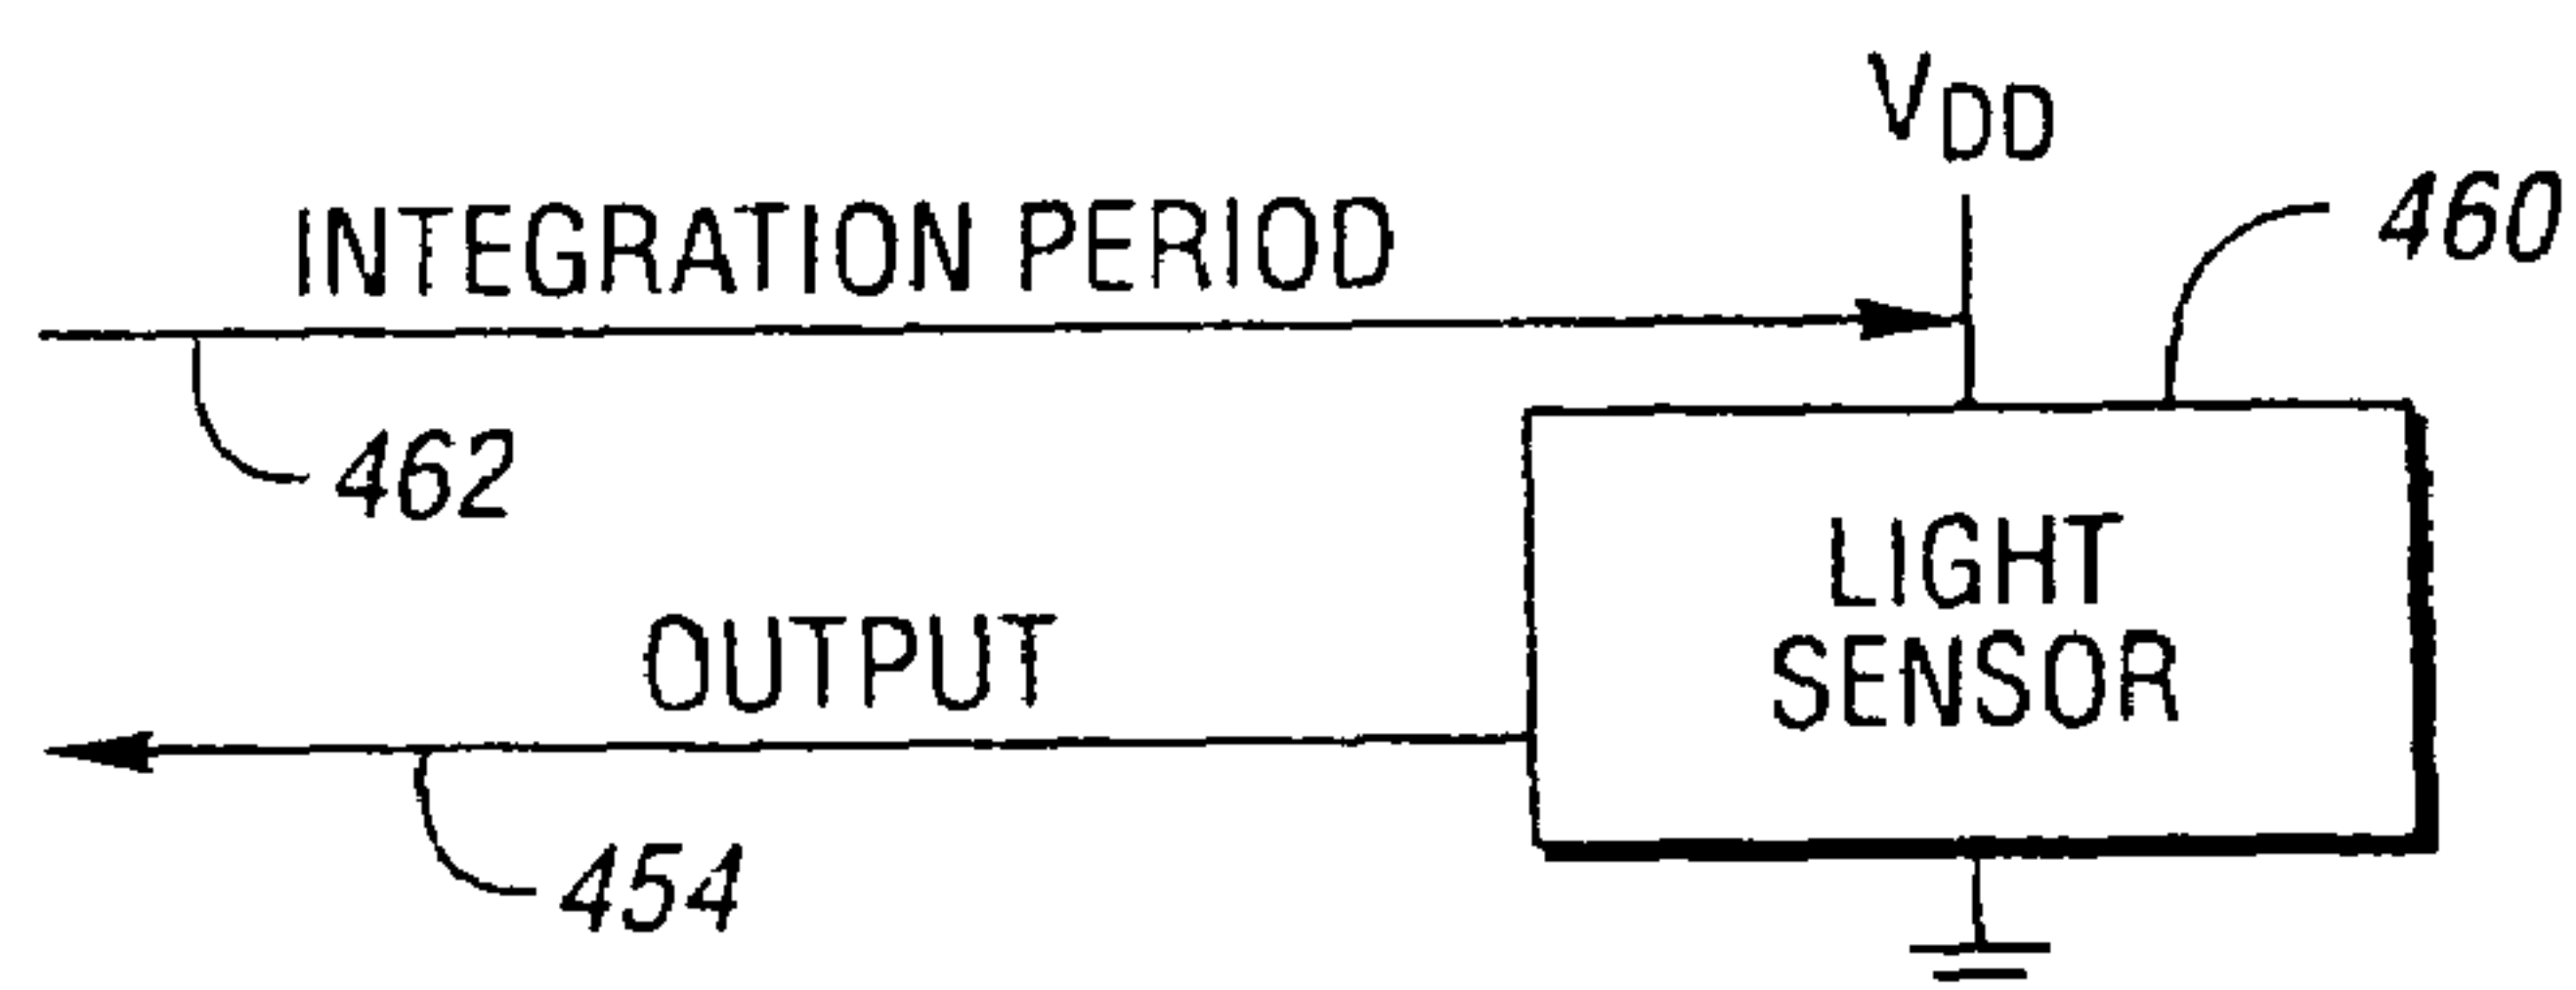 VDD
460
INTEGRATION PERIOD
462
LIGHT
SENSOR
OUTPUT
454